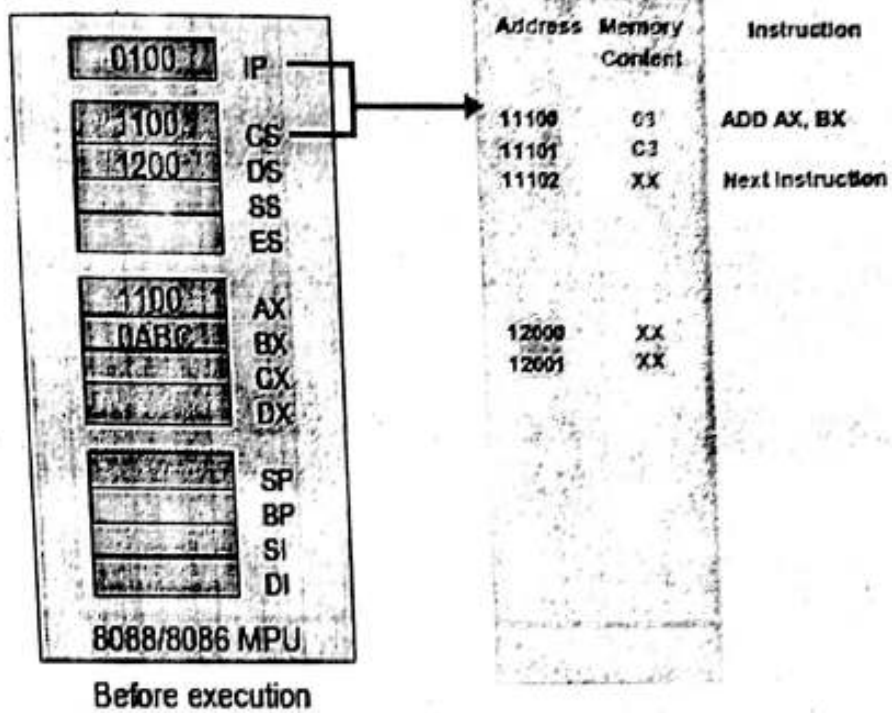 0100 IP
1100 CS
1200 DS
SS
ES
1100 AX
0ABC BX
CX
DX
SP
BP
SI
DI
8088/8086 MPU
Before execution
Address Memory Content Instruction
11100 03 ADD AX, BX
11101 C3
11102 XX Next Instruction
12000 XX
12001 XX